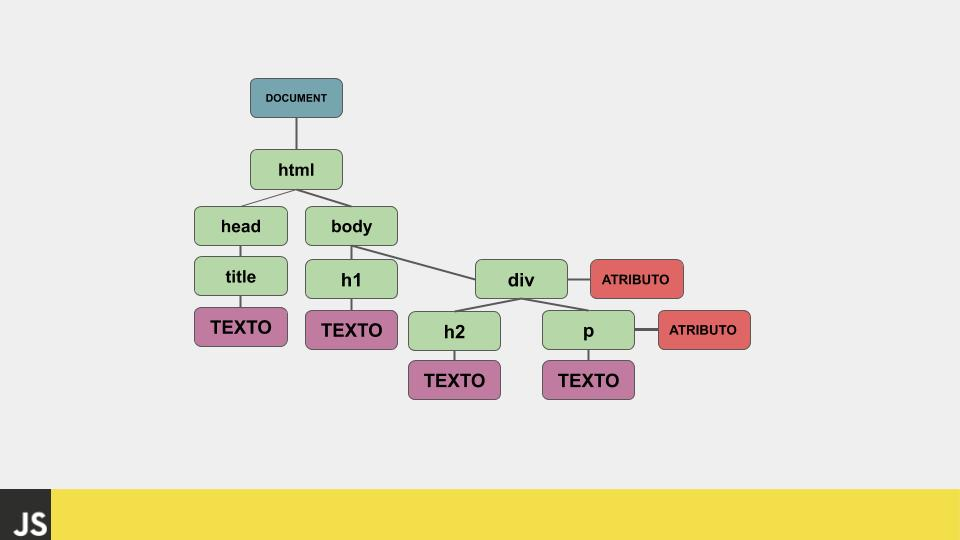 DOCUMENT
html
head
body
title
h1
div
ATRIBUTO
TEXTO
TEXTO
h2
p
ATRIBUTO
TEXTO
TEXTO
JS